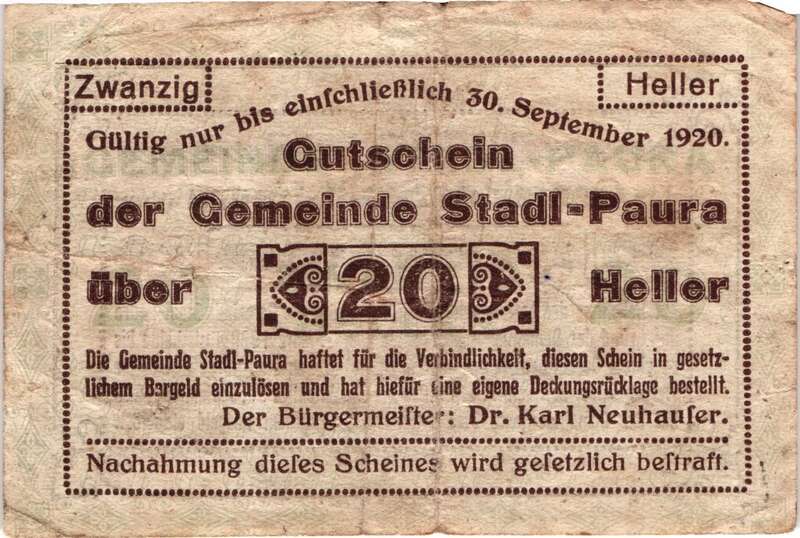 Zwanzig Heller
Gültig nur bis einſchließlich 30. September 1920.
Gutschein
der Gemeinde Stadl-Paura
über 20 Heller
Die Gemeinde Stadl-Paura haftet für die Verbindlichkeit, diesen Schein in gesetz-
lichem Bargeld einzulösen und hat hiefür eine eigene Deckungsrücklage bestellt.
Der Bürgermeiſter: Dr. Karl Neuhauſer.
Nachahmung dieſes Scheines wird geſetzlich beſtraft.